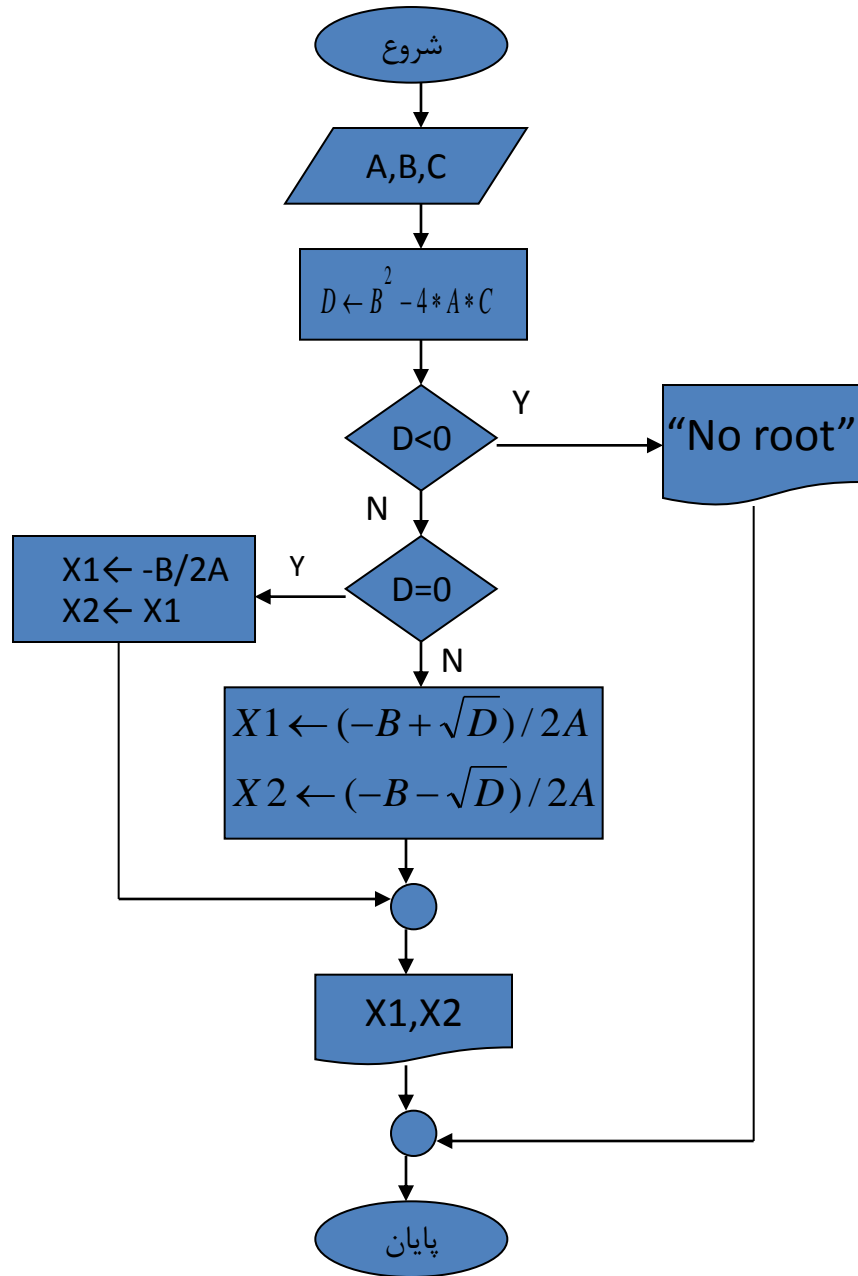 شروع
A,B,C
D ← B² − 4 * A * C
D<0
Y
“No root”
N
X1← -B/2A
X2← X1
Y
D=0
N
X1 ← (−B + √D) / 2A
X2 ← (−B − √D) / 2A
X1,X2
پایان